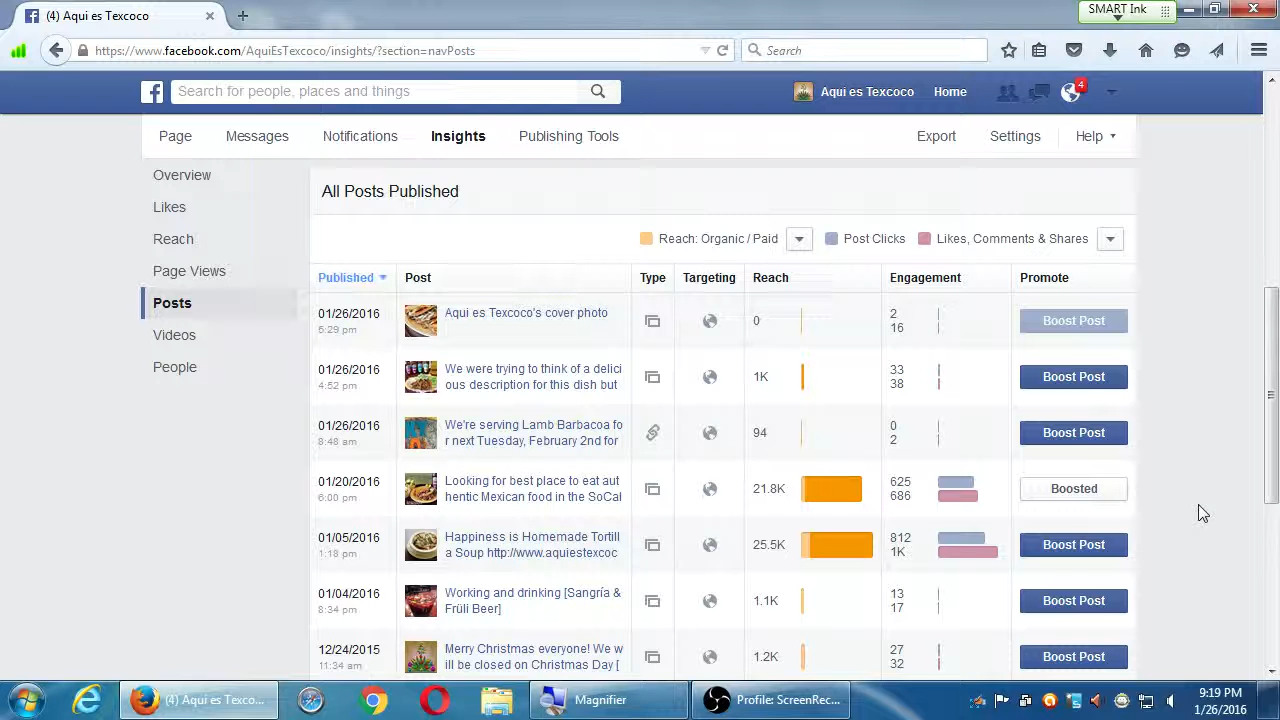 (4) Aqui es Texcoco
SMART Ink
https://www.facebook.com/AquiEsTexcoco/insights/?section=navPosts
Search
Search for people, places and things
Aqui es Texcoco
Home
4
Page
Messages
Notifications
Insights
Publishing Tools
Export
Settings
Help
Overview
Likes
Reach
Page Views
Posts
Videos
People
All Posts Published
Reach: Organic / Paid
Post Clicks
Likes, Comments & Shares
Published
Post
Type
Targeting
Reach
Engagement
Promote
01/26/2016
5:29 pm
Aqui es Texcoco's cover photo
0
2
16
Boost Post
01/26/2016
4:52 pm
We were trying to think of a delici
ous description for this dish but
1K
33
38
Boost Post
01/26/2016
8:48 am
We're serving Lamb Barbacoa fo
r next Tuesday, February 2nd for
94
0
2
Boost Post
01/20/2016
6:00 pm
Looking for best place to eat aut
hentic Mexican food in the SoCal
21.8K
625
686
Boosted
01/05/2016
1:18 pm
Happiness is Homemade Tortill
a Soup http://www.aquiestexcoc
25.5K
812
1K
Boost Post
01/04/2016
8:34 pm
Working and drinking [Sangría &
Früli Beer]
1.1K
13
17
Boost Post
12/24/2015
11:34 am
Merry Christmas everyone! We w
ill be closed on Christmas Day [
1.2K
27
32
Boost Post
(4) Aqui es Texco...
Magnifier
Profile: ScreenRec...
9:19 PM
1/26/2016